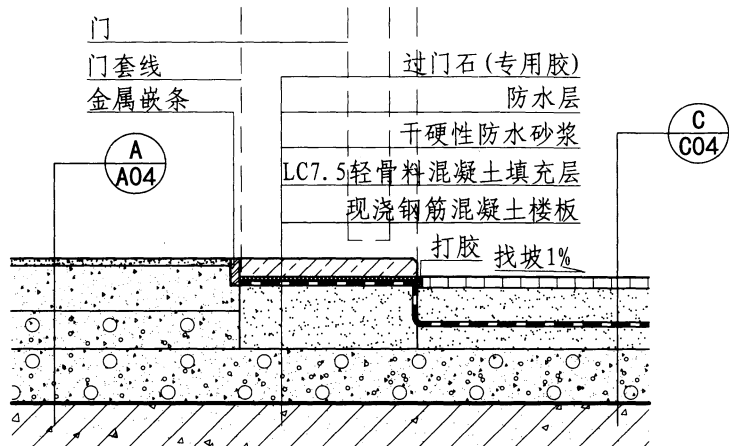 门
门套线
金属嵌条
过门石(专用胶)
防水层
干硬性防水砂浆
LC7.5轻骨料混凝土填充层
现浇钢筋混凝土楼板
A
A04
C
C04
打胶
找坡1%